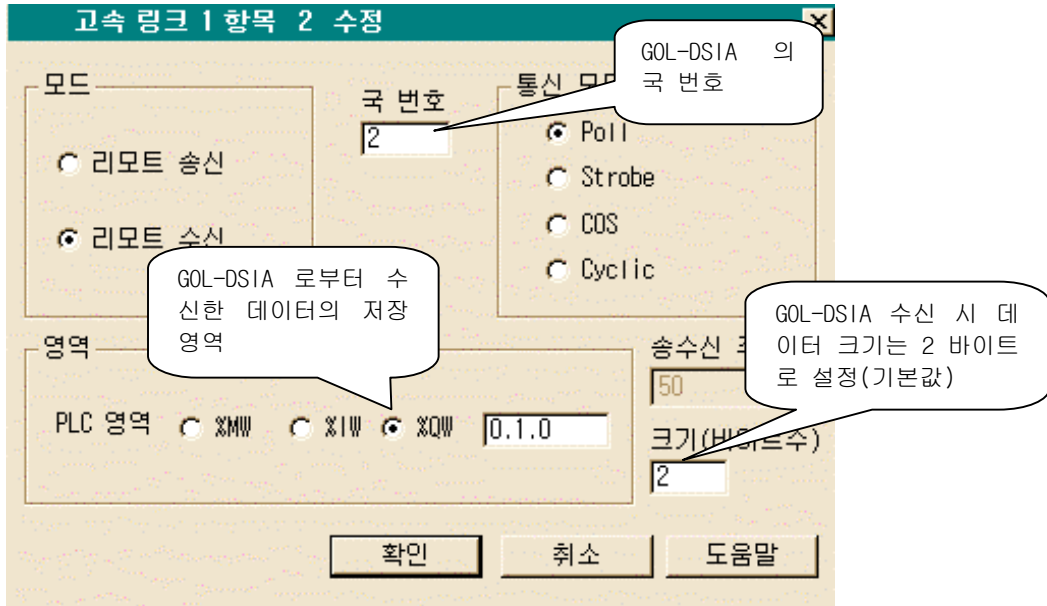 고속 링크 1 항목 2 수정
GOL-DSIA 의
국 번호
모드
국 번호
통신
2
Poll
리모트 송신
Strobe
리모트 수신
COS
Cyclic
GOL-DSIA 로부터 수
신한 데이터의 저장
영역
GOL-DSIA 수신 시 데
이터 크기는 2 바이트
로 설정(기본값)
영역
송수신
50
PLC 영역 %MW %IW %QW 0.1.0
크기(바이트수)
2
확인 취소 도움말